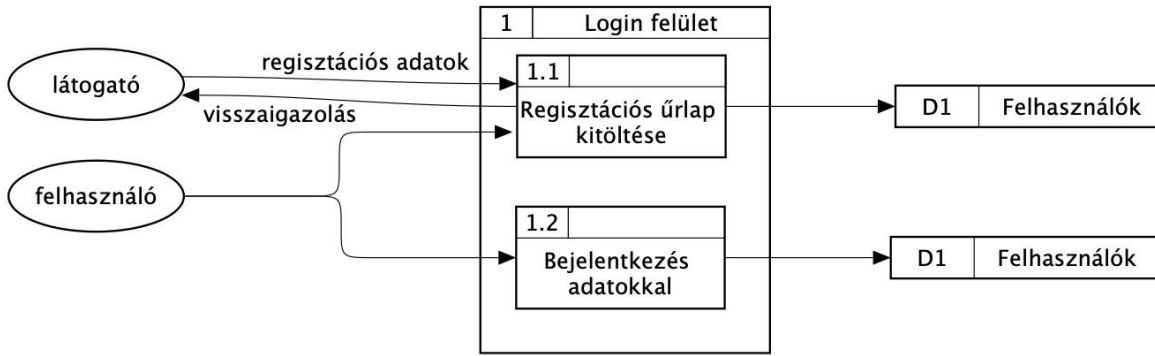 1 Login felület
látogató
regisztációs adatok
visszaigazolás
1.1
Regisztációs űrlap
kitöltése
D1 Felhasználók
felhasználó
1.2
Bejelentkezés
adatokkal
D1 Felhasználók